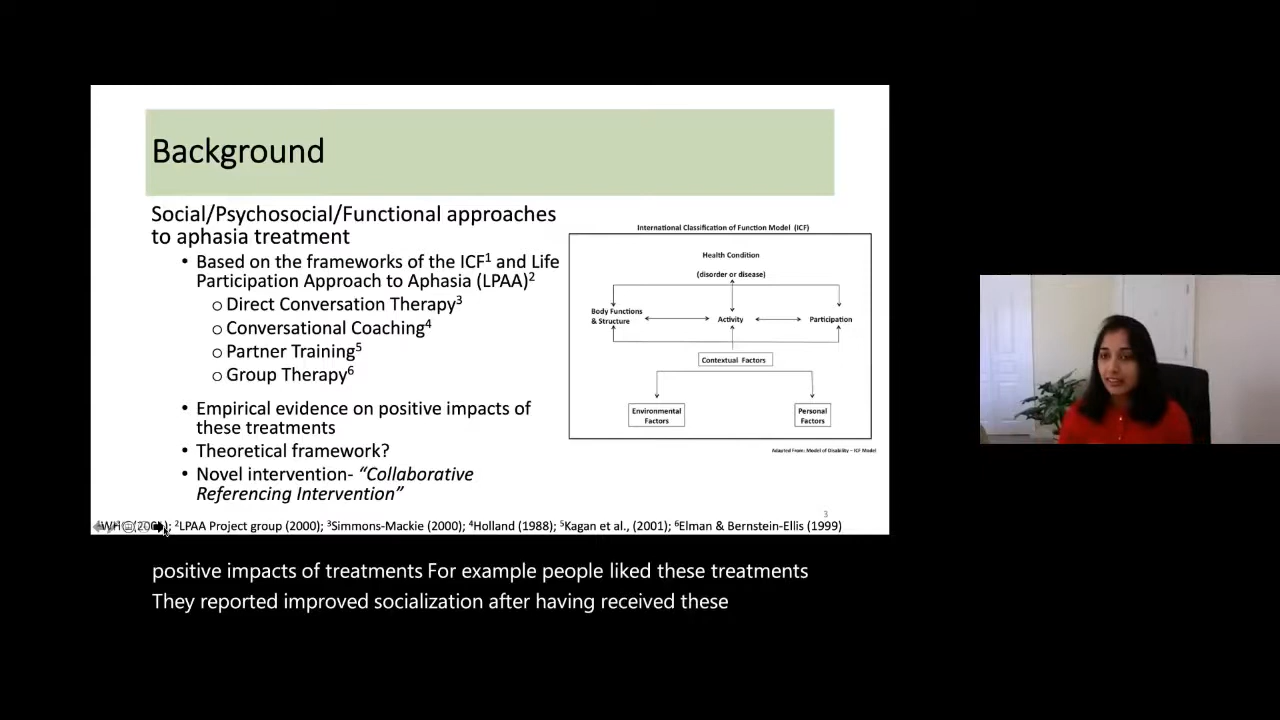 Background
Social/Psychosocial/Functional approaches
to aphasia treatment
• Based on the frameworks of the ICF1 and Life
Participation Approach to Aphasia (LPAA)2
o Direct Conversation Therapy3
o Conversational Coaching4
o Partner Training5
o Group Therapy6
• Empirical evidence on positive impacts of
these treatments
• Theoretical framework?
• Novel intervention- “Collaborative
Referencing Intervention”
International Classification of Function Model (ICF)
Health Condition
(disorder or disease)
Body Functions
& Structure
Activity
Participation
Contextual Factors
Environmental
Factors
Personal
Factors
Adapted From: Model of Disability – ICF Model
3
2LPAA Project group (2000); 3Simmons-Mackie (2000); 4Holland (1988); 5Kagan et al., (2001); 6Elman & Bernstein-Ellis (1999)
positive impacts of treatments For example people liked these treatments
They reported improved socialization after having received these